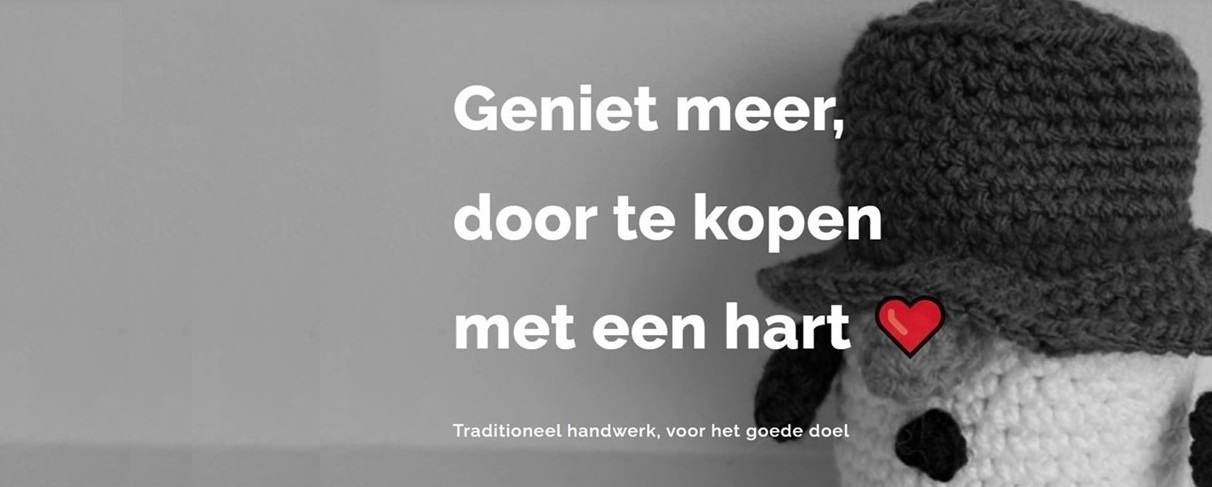 Geniet meer,
door te kopen
met een hart ❤️
Traditioneel handwerk, voor het goede doel